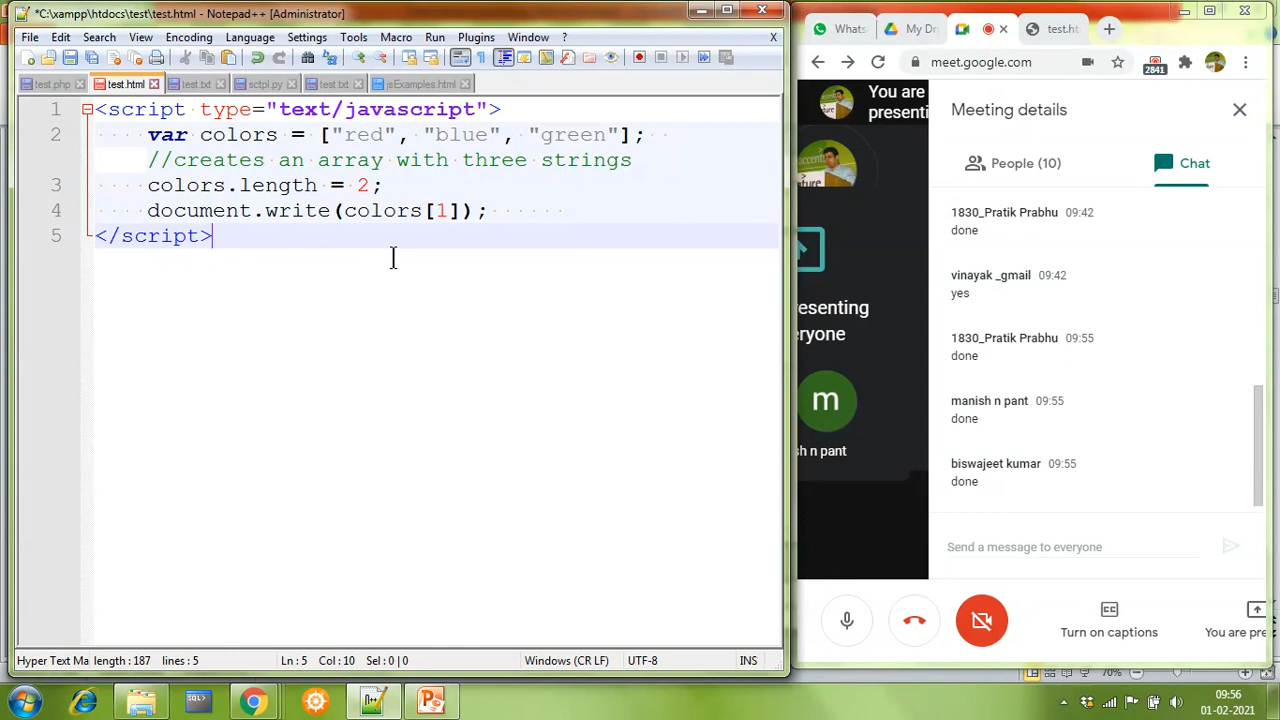 *C:\xampp\htdocs\test\test.html - Notepad++ [Administrator]
File Edit Search View Encoding Language Settings Tools Macro Run Plugins Window ? X
test.php test.html test.txt sctpl.py test.txt jsExamples.html
1 <script type="text/javascript">
2 var colors = ["red", "blue", "green"];
//creates an array with three strings
3 colors.length = 2;
4 document.write(colors[1]);
5 </script>
Hyper Text Ma length : 187 lines : 5 Ln : 5 Col : 10 Sel : 0 | 0 Windows (CR LF) UTF-8 INS
Whats My Dr test.ht
meet.google.com 2841
You are
presenti
resenting
eryone
m
sh n pant
Meeting details
People (10) Chat
1830_Pratik Prabhu 09:42
done
vinayak _gmail 09:42
yes
1830_Pratik Prabhu 09:55
done
manish n pant 09:55
done
biswajeet kumar 09:55
done
Send a message to everyone
Turn on captions You are pre
70%
09:56
01-02-2021